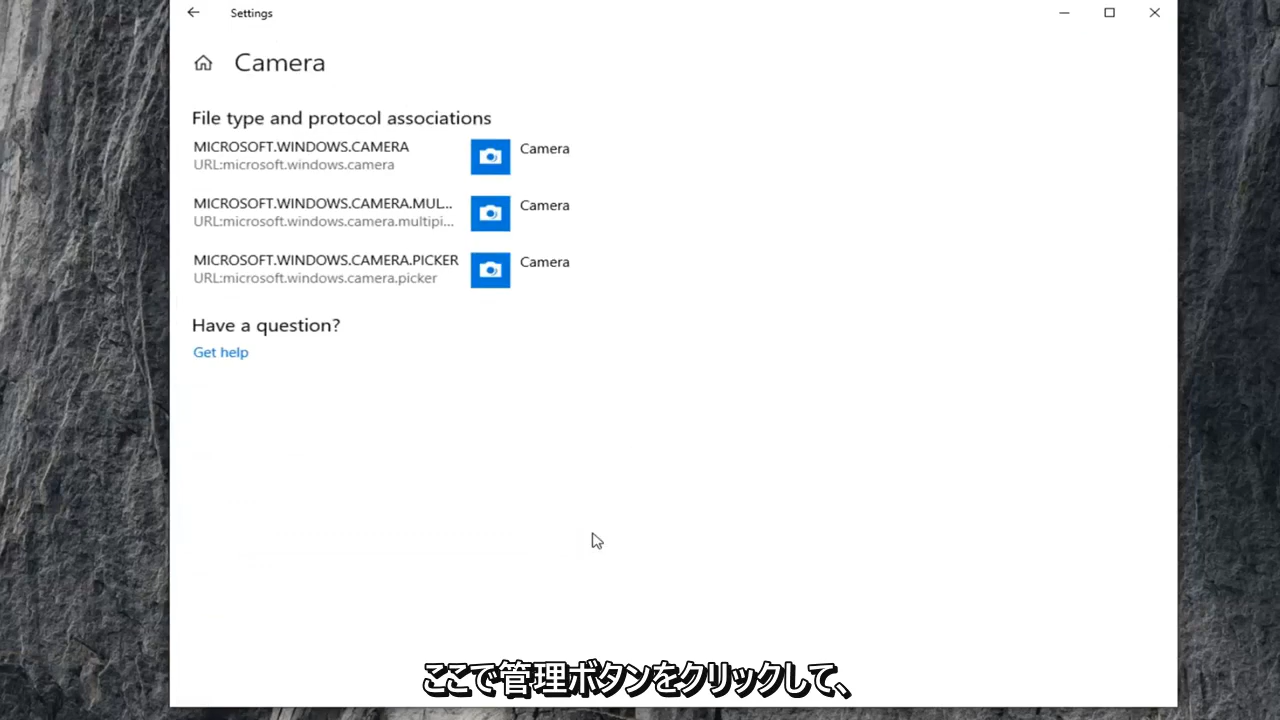 Settings
Camera
File type and protocol associations
MICROSOFT.WINDOWS.CAMERA
URL:microsoft.windows.camera
Camera
MICROSOFT.WINDOWS.CAMERA.MUL...
URL:microsoft.windows.camera.multipi...
Camera
MICROSOFT.WINDOWS.CAMERA.PICKER
URL:microsoft.windows.camera.picker
Camera
Have a question?
Get help
ここで管理ボタンをクリックして、